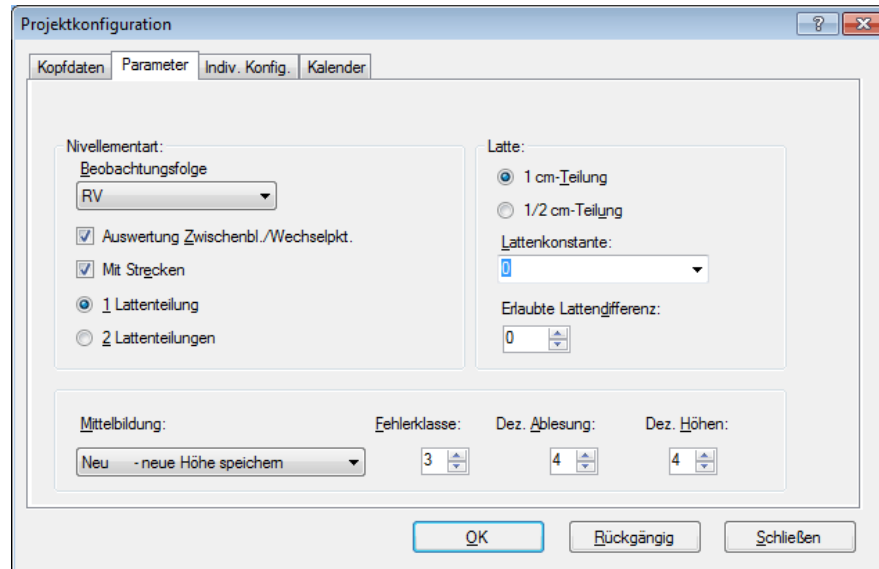 Projektkonfiguration
Kopfdaten Parameter Indiv. Konfig. Kalender
Nivellementart:
Beobachtungsfolge
RV
Auswertung Zwischenbl./Wechselpkt.
Mit Strecken
1 Lattenteilung
2 Lattenteilungen
Latte:
1 cm-Teilung
1/2 cm-Teilung
Lattenkonstante:
0
Erlaubte Lattendifferenz:
0
Mittelbildung: Fehlerklasse: Dez. Ablesung: Dez. Höhen:
Neu - neue Höhe speichern 3 4 4
OK Rückgängig Schließen